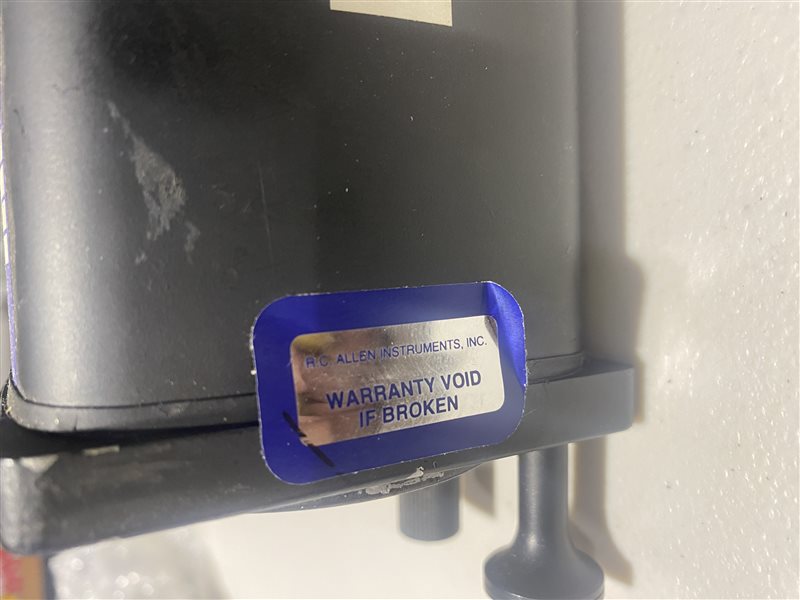 R.C. ALLEN INSTRUMENTS, INC.
WARRANTY VOID
IF BROKEN